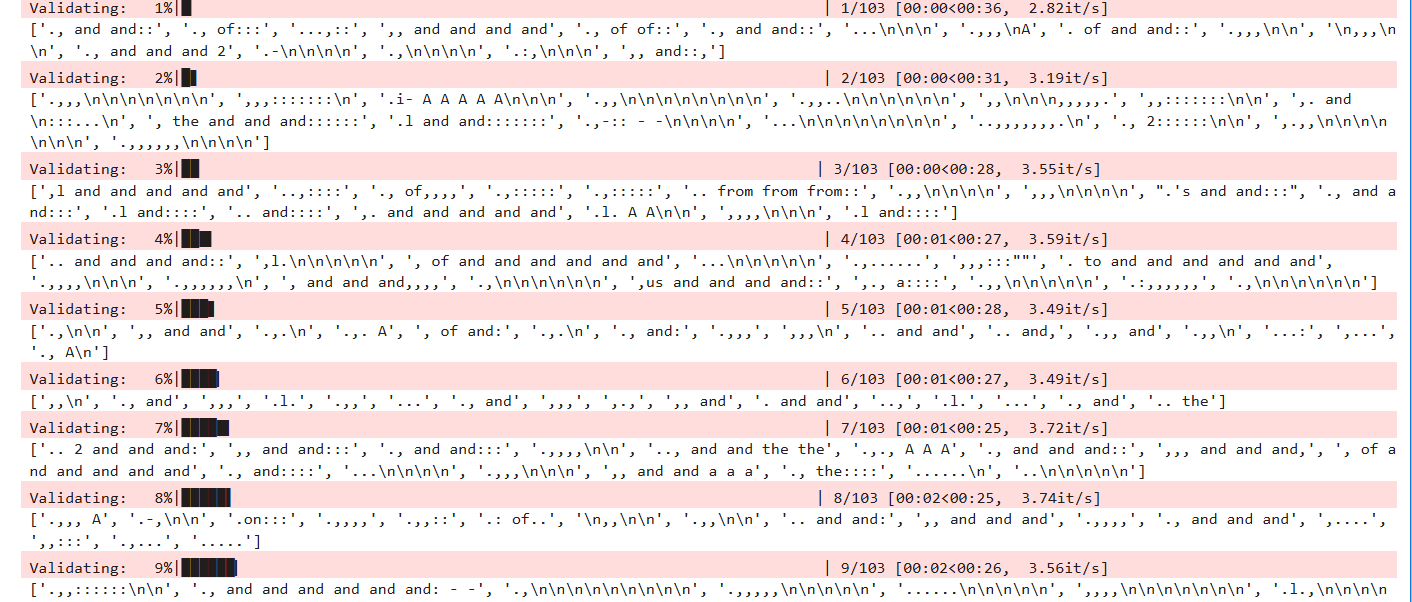 Validating:   1%|█                                                                          | 1/103 [00:00<00:36,  2.82it/s]
['., and and::', '., of:::', '...,::', ',, and and and and', '., of of::', '., and and::', '...\n\n\n', '.,,,\nA', '. of and and::', '.,,,\n\n', '\n,,,\n
\n', '., and and and 2', '.-\n\n\n\n', '.,\n\n\n\n', '.:,\n\n\n', ',, and::,']
Validating:   2%|█▌                                                                         | 2/103 [00:00<00:31,  3.19it/s]
['.,,,\n\n\n\n\n\n\n', ',,,:::::::\n', '.i- A A A A A\n\n\n', '.,,\n\n\n\n\n\n\n\n', '.,,..\n\n\n\n\n\n', ',,\n\n\n,,,,,.', ',,:::::::\n\n', ',. and
\n:::...\n', ', the and and and::::::', '.l and and:::::::', '.,-:: - -\n\n\n\n', '...\n\n\n\n\n\n\n\n', '..,,,,,,,.\n', '., 2::::::\n\n', ',.,,\n\n\n\n
\n\n\n', '.,,,,,,\n\n\n\n']
Validating:   3%|██                                                                         | 3/103 [00:00<00:28,  3.55it/s]
[',l and and and and and', '..,::::', '., of,,,,', '.,:::::', '.,:::::', '.. from from from::', '.,,\n\n\n\n', ',,,\n\n\n\n', ".'s and and:::", '., and a
nd:::', '.l and::::', '.. and::::', ',. and and and and and', '.l. A A\n\n', ',,,,\n\n\n', '.l and::::']
Validating:   4%|███                                                                        | 4/103 [00:01<00:27,  3.59it/s]
['.. and and and and::', ',l.\n\n\n\n\n', ', of and and and and and and', '...\n\n\n\n\n', '.,......', ',,,:::""', '. to and and and and and and',
'.,,,,\n\n\n\n', '.,,,,,,\n', ', and and and,,,,', '.,\n\n\n\n\n\n', ',us and and and and::', ',., a::::', '.,,\n\n\n\n\n', '.:,,,,,,', '.,\n\n\n\n\n\n']
Validating:   5%|███▌                                                                       | 5/103 [00:01<00:28,  3.49it/s]
['.,\n\n', ',, and and', '.,.\n', '.,. A', ', of and:', '.,.\n', '., and:', '.,,,', ',,,\n', '.. and and', '.. and,', '.,, and', '.,,\n', '...:', ',...',
'., A\n']
Validating:   6%|████                                                                       | 6/103 [00:01<00:27,  3.49it/s]
[',,\n', '., and', ',,,', '.l.', '.,,', '...', '., and', ',,,', ',.,', ',, and', '. and and', '..,', '.l.', '...', '., and', '.. the']
Validating:   7%|█████                                                                      | 7/103 [00:01<00:25,  3.72it/s]
['.. 2 and and and:', ',, and and:::', '., and and:::', '.,,,,\n\n', '.., and and the the', '.,., A A A', '., and and and::', ',,, and and and,', ', of a
nd and and and and', '., and::::', '...\n\n\n\n', '.,,,\n\n\n', ',, and and a a a', '., the::::', '......\n', '..\n\n\n\n\n']
Validating:   8%|█████▌                                                                     | 8/103 [00:02<00:25,  3.74it/s]
['.,,, A', '.-,\n\n', '.on:::', '.,,,,', '.,,::', '.: of..', '\n,,\n\n', '.,,\n\n', '.. and and:', ',, and and and', '.,,,,', '., and and and', ',....',
',,:::', '.,...', '.....']
Validating:   9%|██████                                                                     | 9/103 [00:02<00:26,  3.56it/s]
['.,,::::::\n\n', '., and and and and and: - -', '.,\n\n\n\n\n\n\n\n\n', '.,,,,,\n\n\n\n\n', '......\n\n\n\n\n', ',,,,\n\n\n\n\n\n\n', '.l.,\n\n\n\n